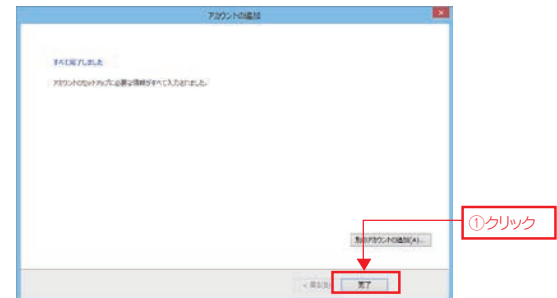 アカウントの追加
すべて完了しました
アカウントのセットアップに必要な情報がすべて入力されました。
別のアカウントの追加(A)...
①クリック
< 戻る(B)
完了